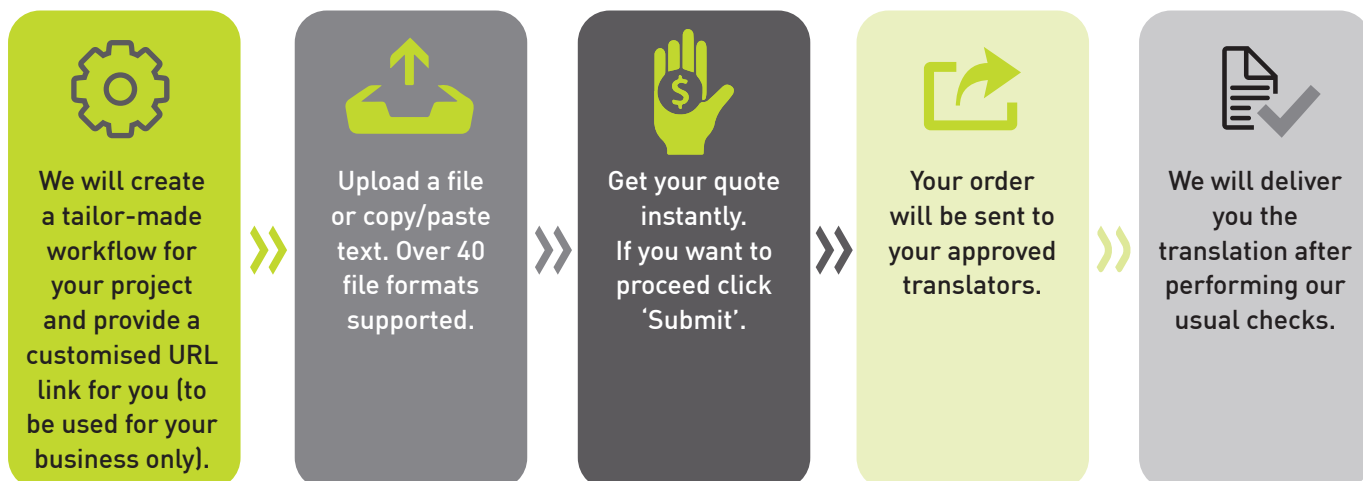 We will create
a tailor-made
workflow for
your project
and provide a
customised URL
link for you (to
be used for your
business only).
Upload a file
or copy/paste
text. Over 40
file formats
supported.
$
Get your quote
instantly.
If you want to
proceed click
‘Submit’.
Your order
will be sent to
your approved
translators.
We will deliver
you the
translation after
performing our
usual checks.